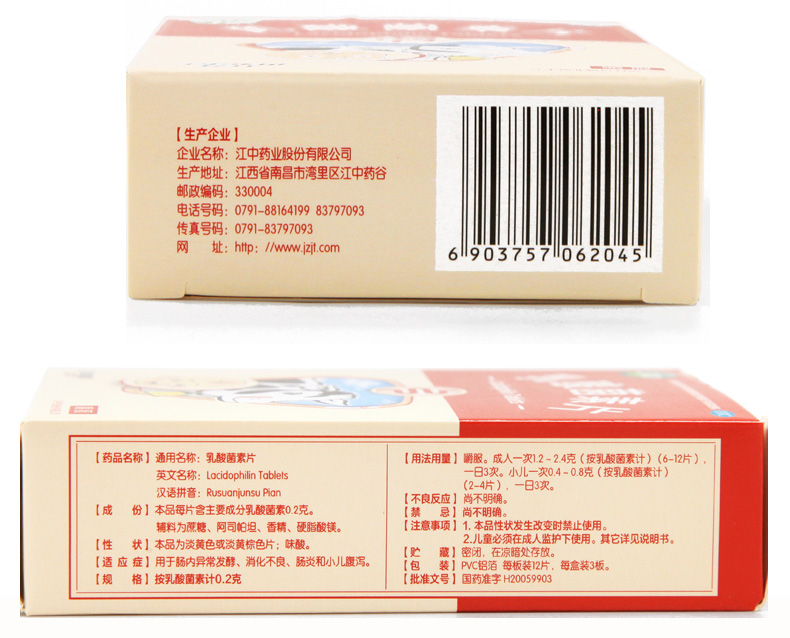 【生产企业】
企业名称：江中药业股份有限公司
生产地址：江西省南昌市湾里区江中药谷
邮政编码：330004
电话号码：0791-88164199 83797093
传真号码：0791-83797093
网 址：http：//www.jzjt.com
6 903757 062045
【药品名称】通用名称：乳酸菌素片
英文名称：Lacidophilin Tablets
汉语拼音：Rusuanjunsu Pian
【成 份】本品每片含主要成分乳酸菌素0.2克。
辅料为蔗糖、阿司帕坦、香精、硬脂酸镁。
【性 状】本品为淡黄色或淡黄棕色片；味酸。
【适 应 症】用于肠内异常发酵、消化不良、肠炎和小儿腹泻。
【规 格】按乳酸菌素计0.2克
【用法用量】嚼服。成人一次1.2-2.4克（按乳酸菌素计）(6-12片)，
一日3次。小儿一次0.4-0.8克（按乳酸菌素计）
(2-4片)，一日3次。
【不良反应】尚不明确。
【禁 忌】尚不明确。
【注意事项】1. 本品性状发生改变时禁止使用。
2.儿童必须在成人监护下使用。其它详见说明书。
【贮 藏】密闭，在凉暗处存放。
【包 装】PVC铝箔 每板装12片，每盒装3板。
【批准文号】国药准字 H20059903